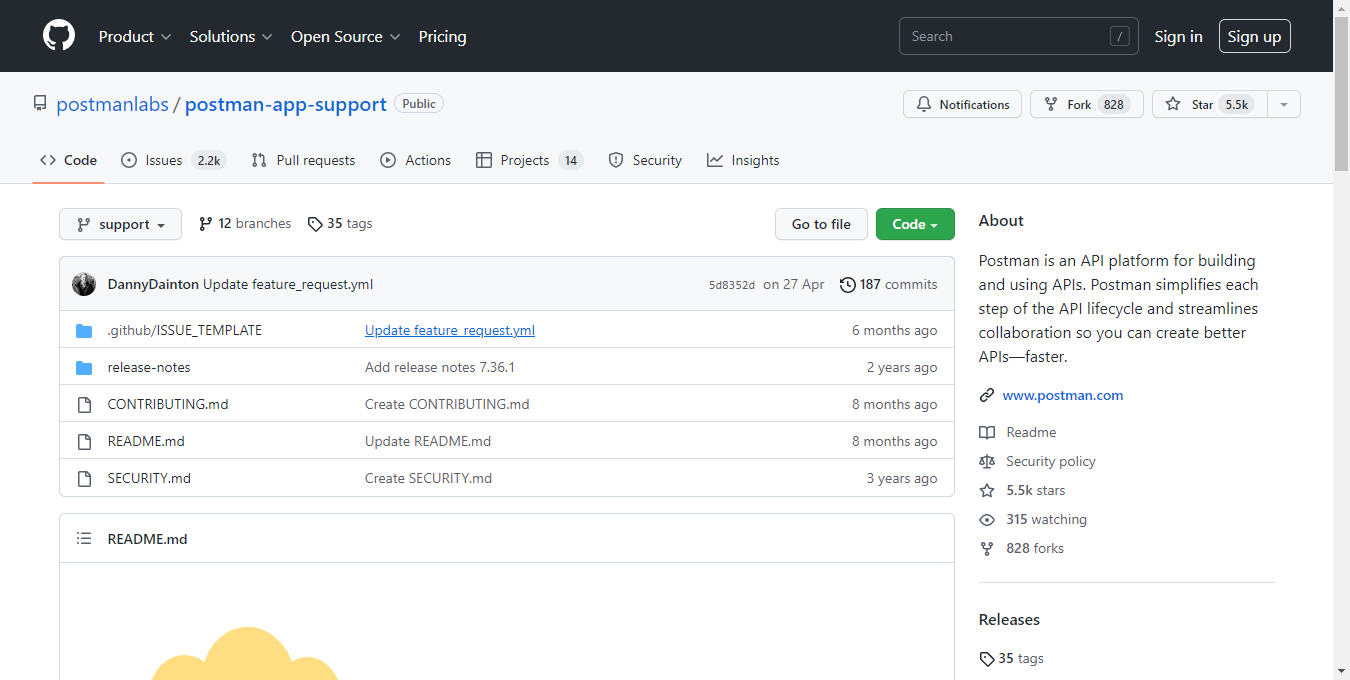 Product Solutions Open Source Pricing Search / Sign in Sign up
postmanlabs / postman-app-support Public Notifications Fork 828 Star 5.5k
Code Issues 2.2k Pull requests Actions Projects 14 Security Insights
support 12 branches 35 tags Go to file Code
DannyDainton Update feature_request.yml 5d8352d on 27 Apr 187 commits
.github/ISSUE_TEMPLATE Update feature_request.yml 6 months ago
release-notes Add release notes 7.36.1 2 years ago
CONTRIBUTING.md Create CONTRIBUTING.md 8 months ago
README.md Update README.md 8 months ago
SECURITY.md Create SECURITY.md 3 years ago
README.md
About
Postman is an API platform for building
and using APIs. Postman simplifies each
step of the API lifecycle and streamlines
collaboration so you can create better
APIs—faster.
www.postman.com
Readme
Security policy
5.5k stars
315 watching
828 forks
Releases
35 tags